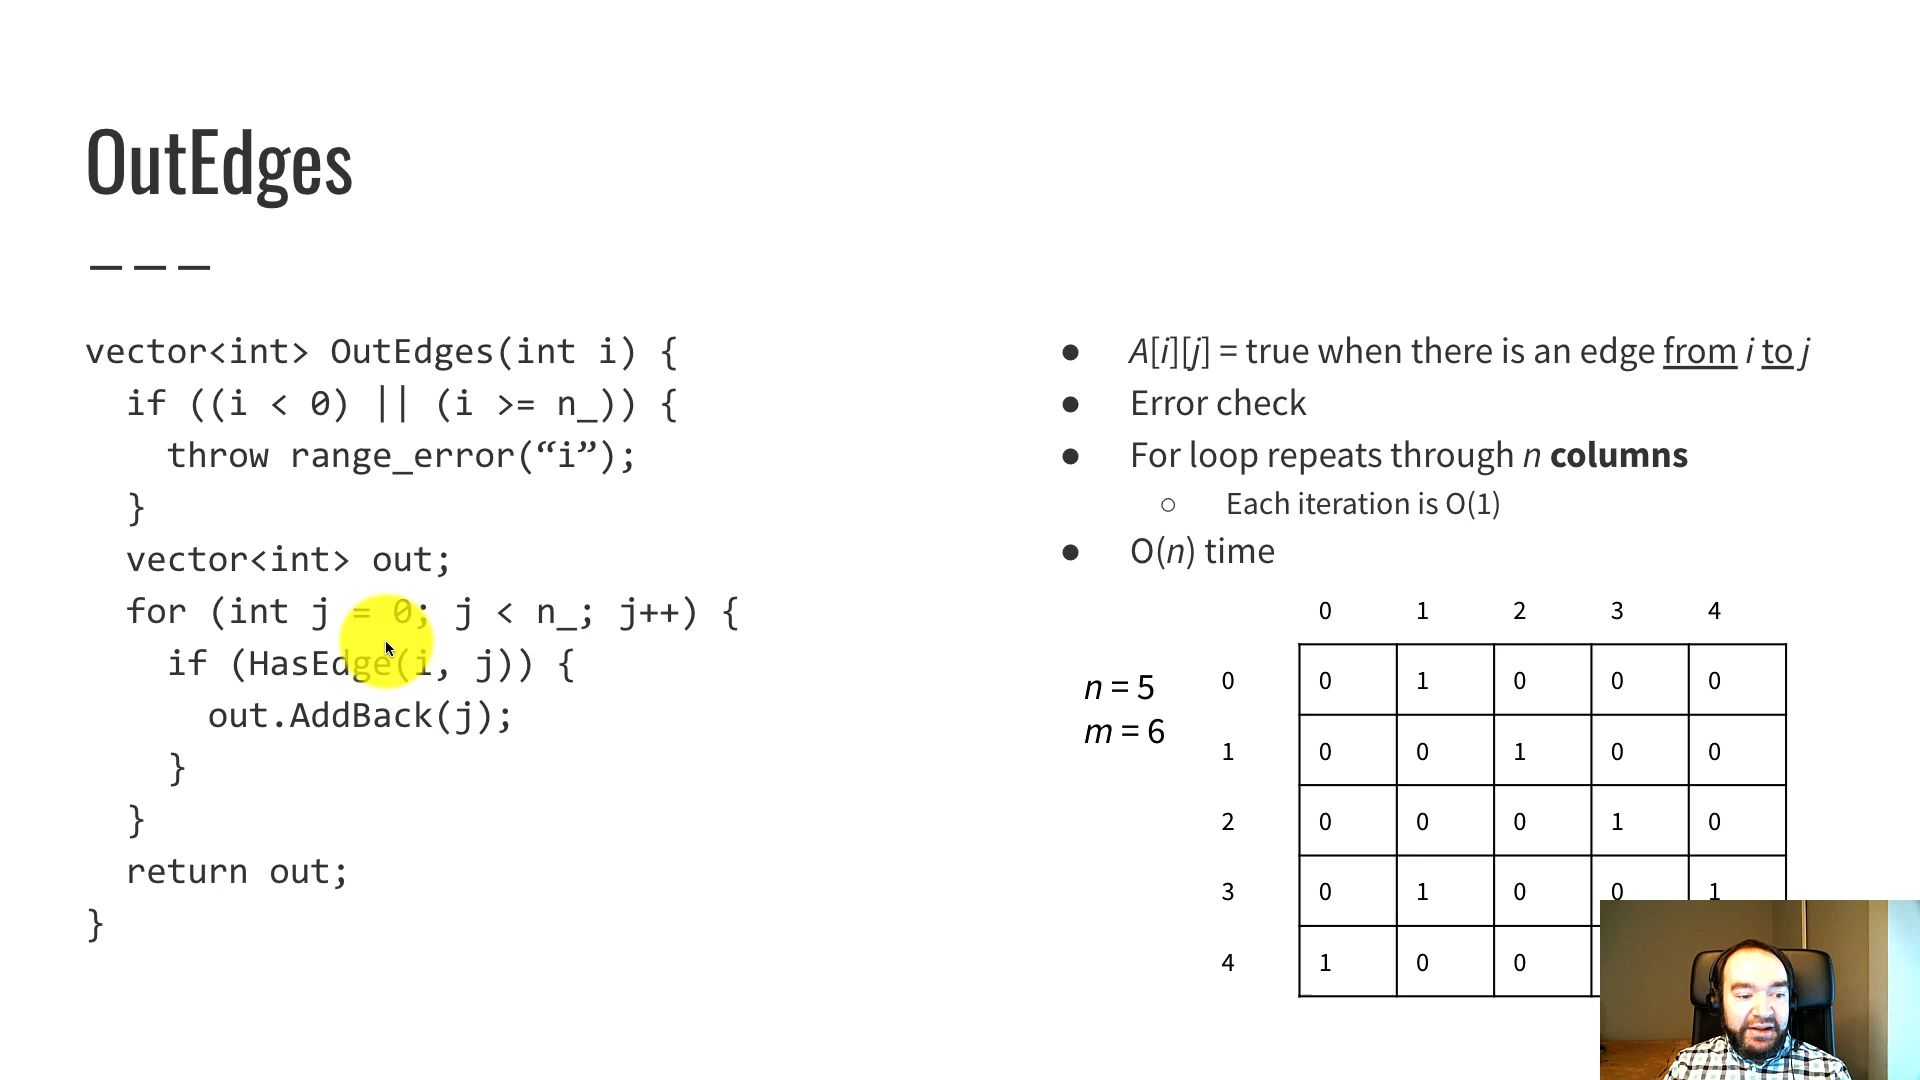 OutEdges
vector<int> OutEdges(int i) {
if ((i < 0) || (i >= n_)) {
throw range_error(“i”);
}
vector<int> out;
for (int j = 0; j < n_; j++) {
if (HasEdge(i, j)) {
out.AddBack(j);
}
}
return out;
}
● A[i][j] = true when there is an edge from i to j
● Error check
● For loop repeats through n columns
○ Each iteration is O(1)
● O(n) time
n = 5
m = 6
0 1 2 3 4
0 0 1 0 0 0
1 0 0 1 0 0
2 0 0 0 1 0
3 0 1 0 0 1
4 1 0 0